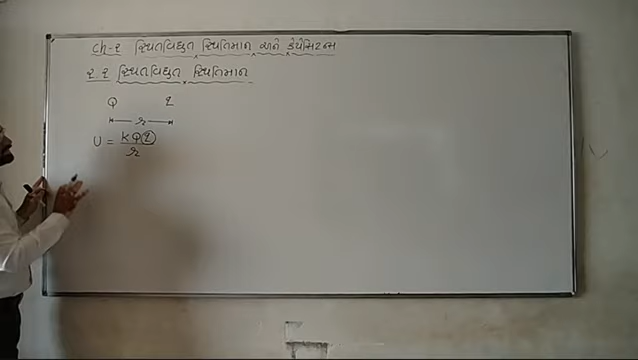 Ch-૨ સ્થિતવિદ્યુત સ્થિતિમાન અને કેપેસિટન્સ
૨.૨ સ્થિતવિદ્યુત સ્થિતિમાન
Q q
r
U = kQq / r